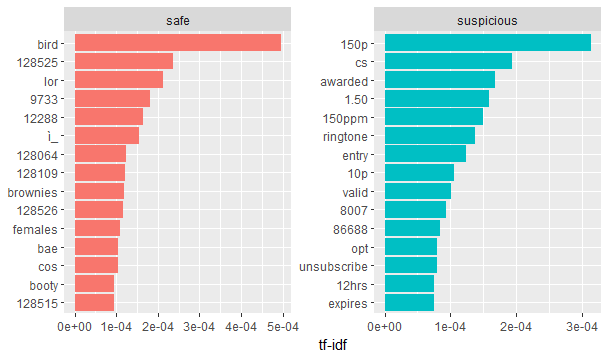 safe
bird
128525
lor
9733
12288
ì_
128064
128109
brownies
128526
females
bae
cos
booty
128515
0e+00 1e-04 2e-04 3e-04 4e-04 5e-04
suspicious
150p
cs
awarded
1.50
150ppm
ringtone
entry
10p
valid
8007
86688
opt
unsubscribe
12hrs
expires
0e+00 1e-04 2e-04 3e-04
tf-idf